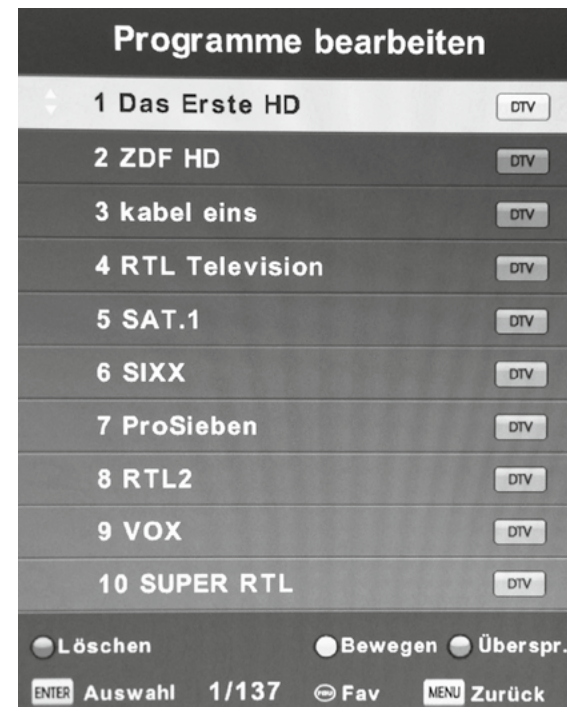 Programme bearbeiten
1 Das Erste HD DTV
2 ZDF HD DTV
3 kabel eins DTV
4 RTL Television DTV
5 SAT.1 DTV
6 SIXX DTV
7 ProSieben DTV
8 RTL2 DTV
9 VOX DTV
10 SUPER RTL DTV
Löschen Bewegen Überspr.
ENTER Auswahl 1/137 Fav MENU Zurück